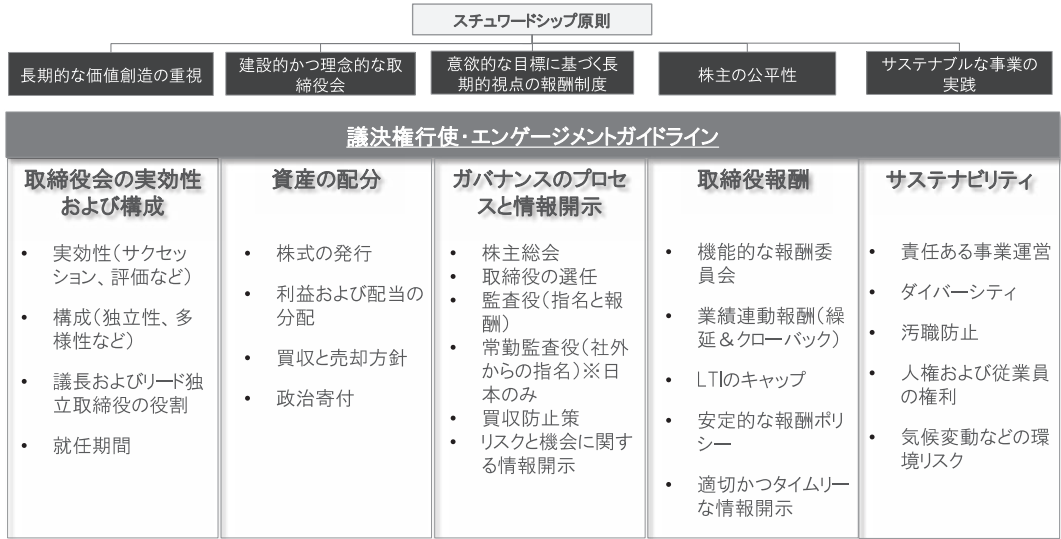 スチュワードシップ原則
長期的な価値創造の重視
建設的かつ理念的な取
締役会
意欲的な目標に基づく長
期的視点の報酬制度
株主の公平性
サステナブルな事業の
実践
議決権行使・エンゲージメントガイドライン
取締役会の実効性
および構成
• 実効性（サクセッ
ション、評価など）
• 構成（独立性、多
様性など）
• 議長およびリード独
立取締役の役割
• 就任期間
資産の配分
• 株式の発行
• 利益および配当の
分配
• 買収と売却方針
• 政治寄付
ガバナンスのプロセ
スと情報開示
• 株主総会
• 取締役の選任
• 監査役（指名と報
酬）
• 常勤監査役（社外
からの指名）※日
本のみ
• 買収防止策
• リスクと機会に関す
る情報開示
取締役報酬
• 機能的な報酬委
員会
• 業績連動報酬（繰
延＆クローバック）
• LTIのキャップ
• 安定的な報酬ポリ
シー
• 適切かつタイムリー
な情報開示
サステナビリティ
• 責任ある事業運営
• ダイバーシティ
• 汚職防止
• 人権および従業員
の権利
• 気候変動などの環
境リスク